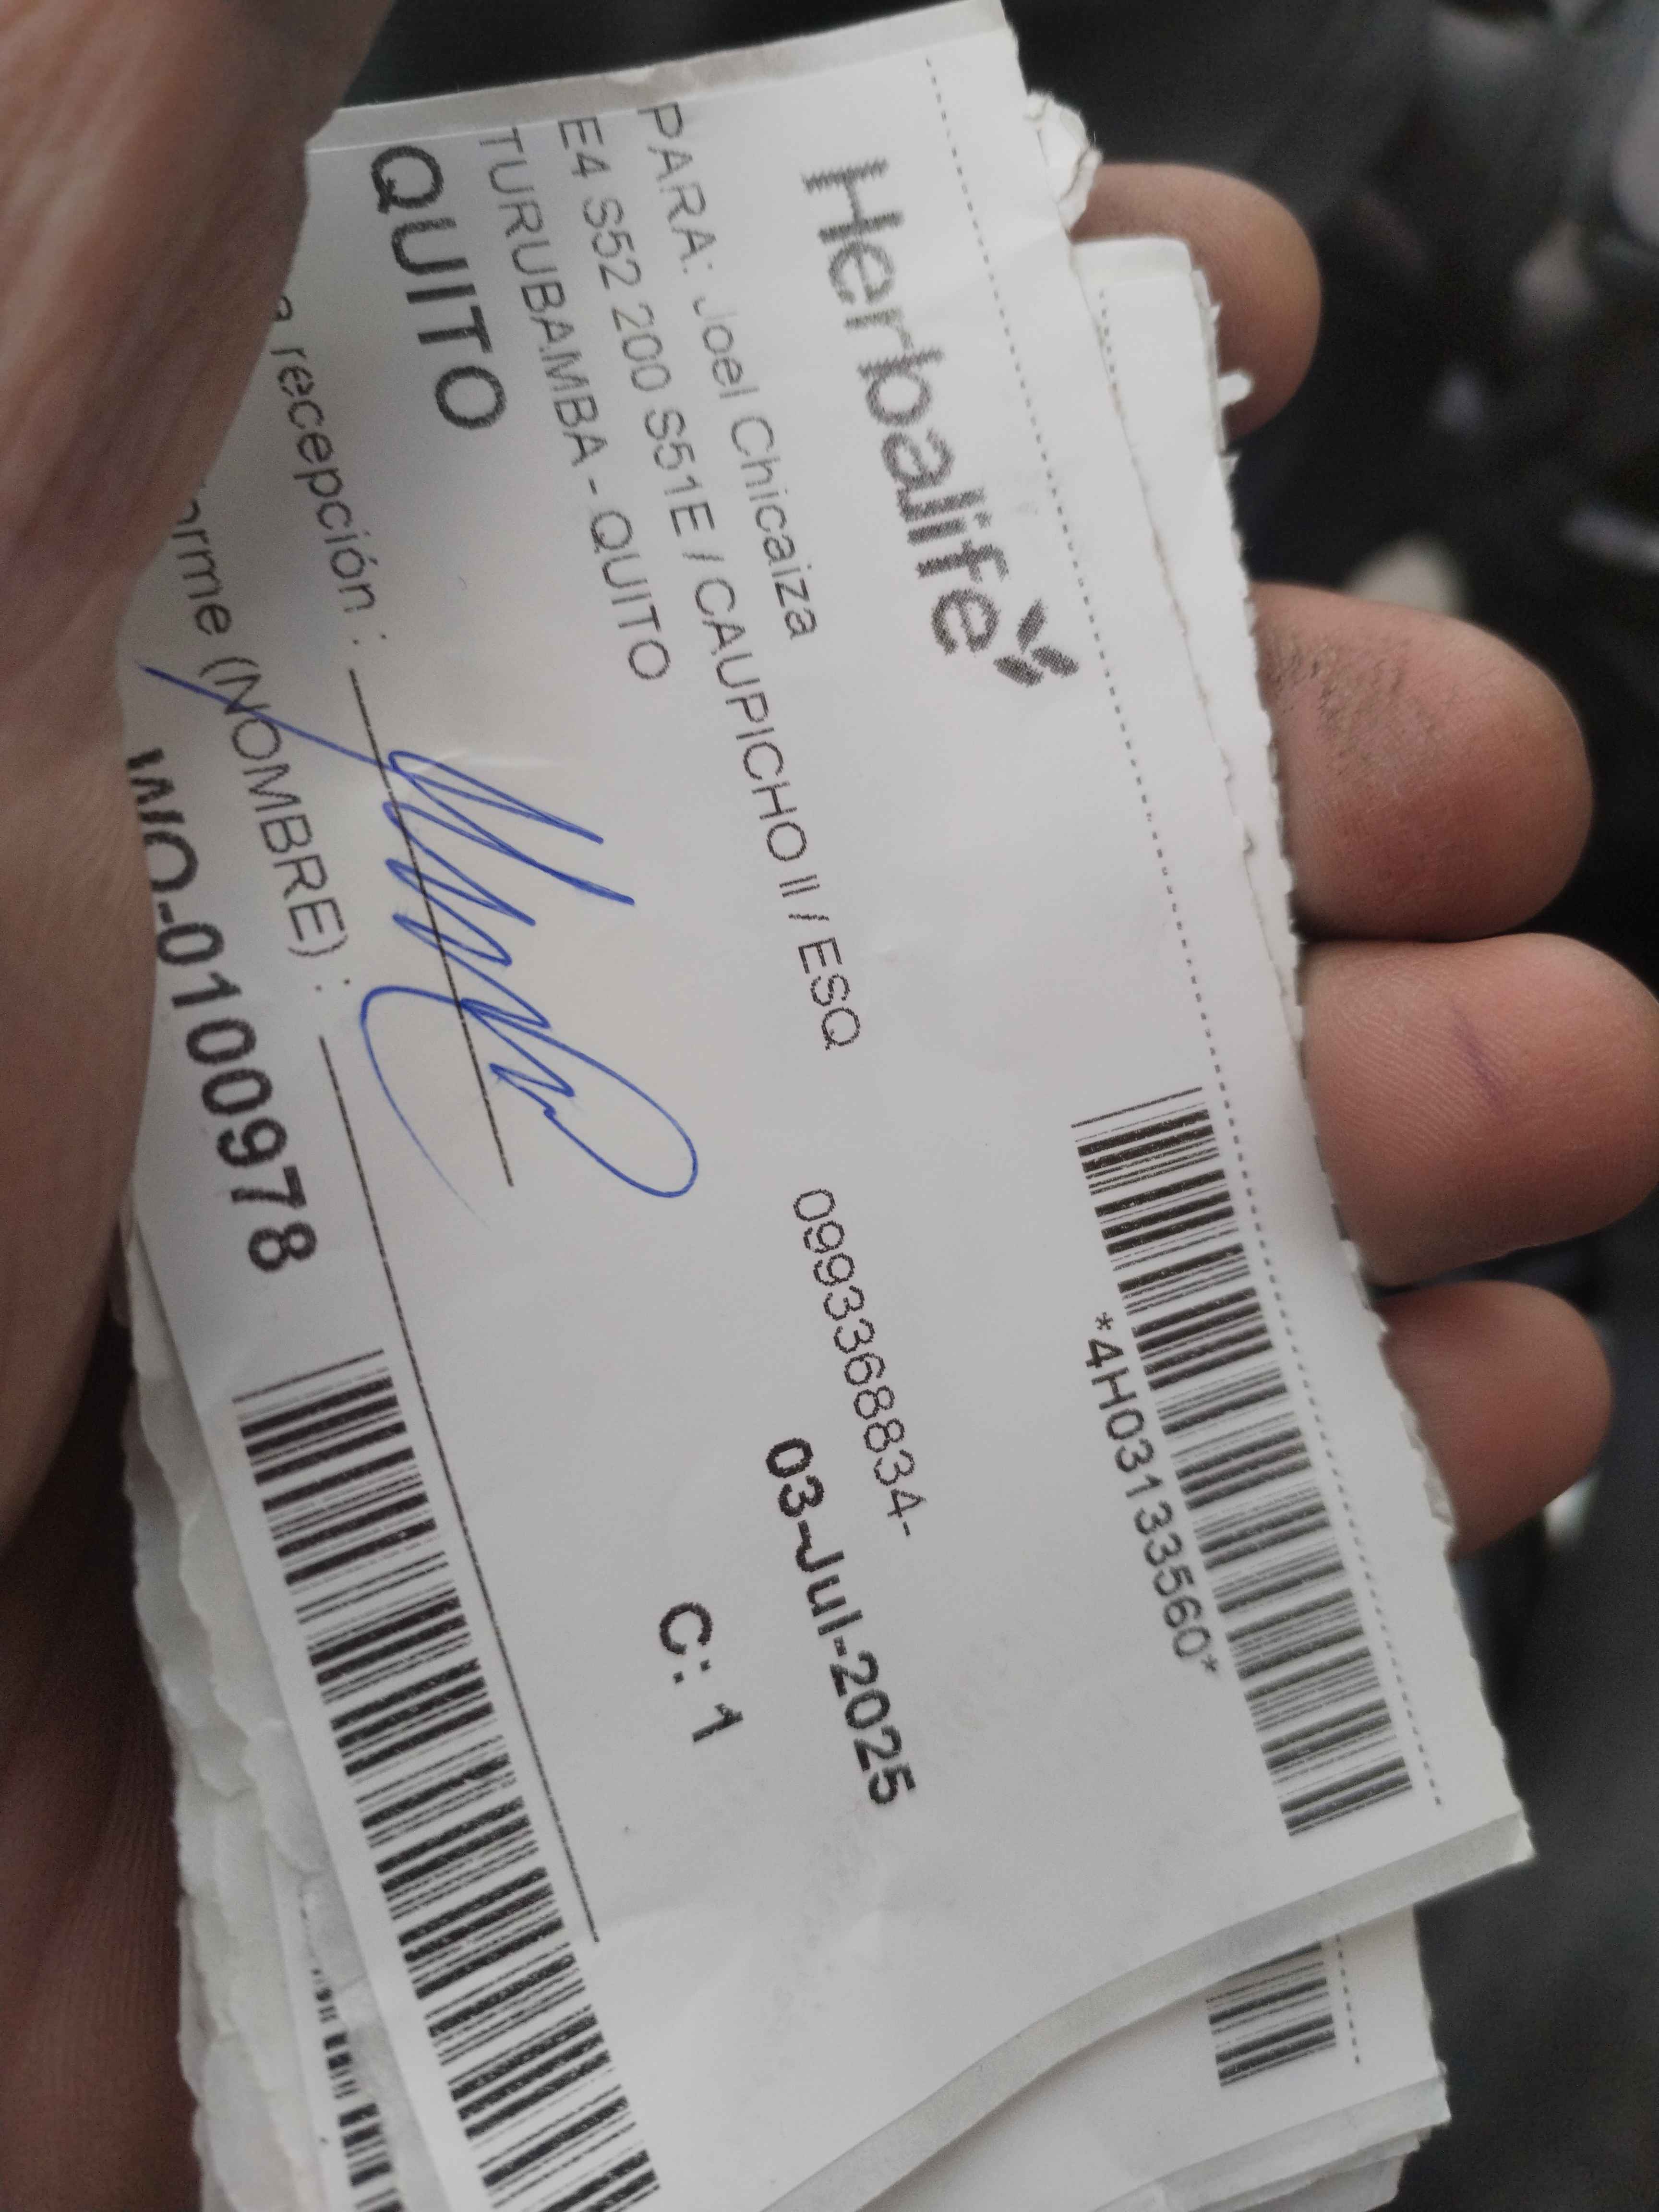 Herbalife
*4H03133560*
PARA: Joel Chicaiza
E4 S52 200 S51E / CAUPICHO II / ESQ
0993368834-
TURUBAMBA - QUITO
03-Jul-2025
QUITO
C: 1
recepción :
(NOMBRE) :
WO-0100978